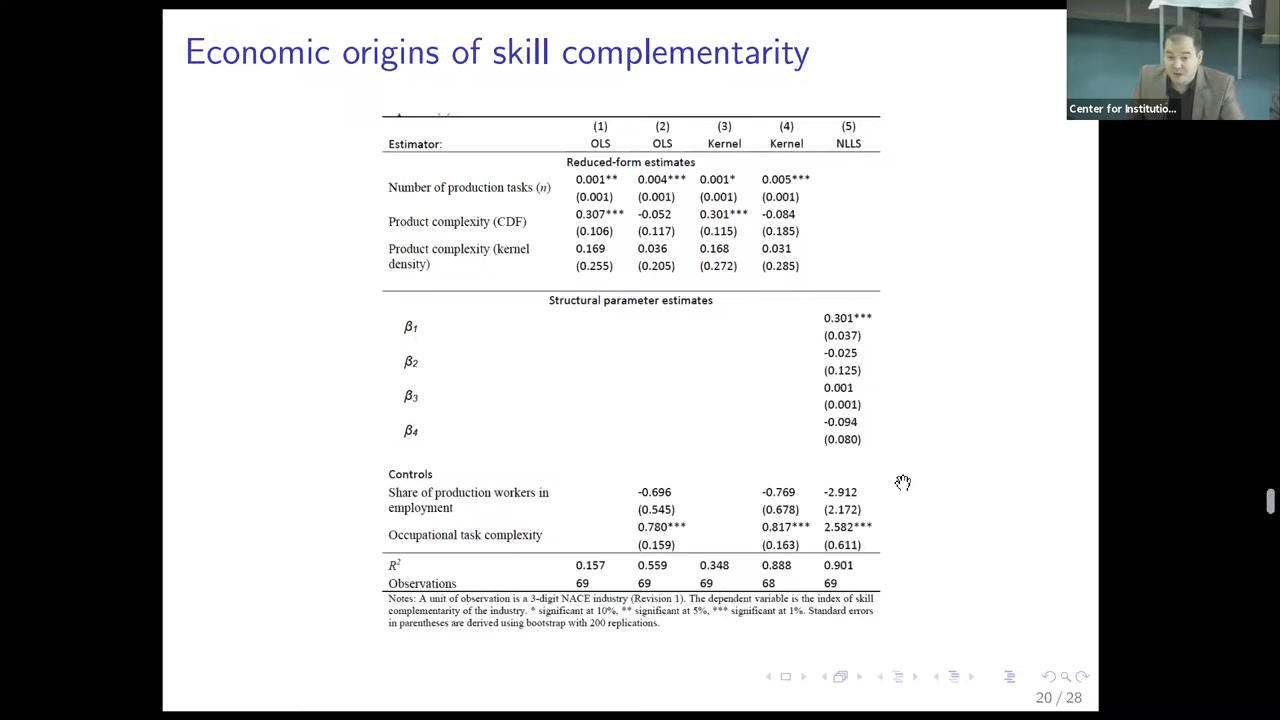 Economic origins of skill complementarity
Center for Institutio...
(1) (2) (3) (4) (5)
Estimator: OLS OLS Kernel Kernel NLLS
Reduced-form estimates
Number of production tasks (n) 0.001** 0.004*** 0.001* 0.005***
(0.001) (0.001) (0.001) (0.001)
Product complexity (CDF) 0.307*** -0.052 0.301*** -0.084
(0.106) (0.117) (0.115) (0.185)
Product complexity (kernel density) 0.169 0.036 0.168 0.031
(0.255) (0.205) (0.272) (0.285)
Structural parameter estimates
β1 0.301***
(0.037)
β2 -0.025
(0.125)
β3 0.001
(0.001)
β4 -0.094
(0.080)
Controls
Share of production workers in employment -0.696 -0.769 -2.912
(0.545) (0.678) (2.172)
Occupational task complexity 0.780*** 0.817*** 2.582***
(0.159) (0.163) (0.611)
R² 0.157 0.559 0.348 0.888 0.901
Observations 69 69 69 68 69
Notes: A unit of observation is a 3-digit NACE industry (Revision 1). The dependent variable is the index of skill
complementarity of the industry. * significant at 10%, ** significant at 5%, *** significant at 1%. Standard errors
in parentheses are derived using bootstrap with 200 replications.
20 / 28